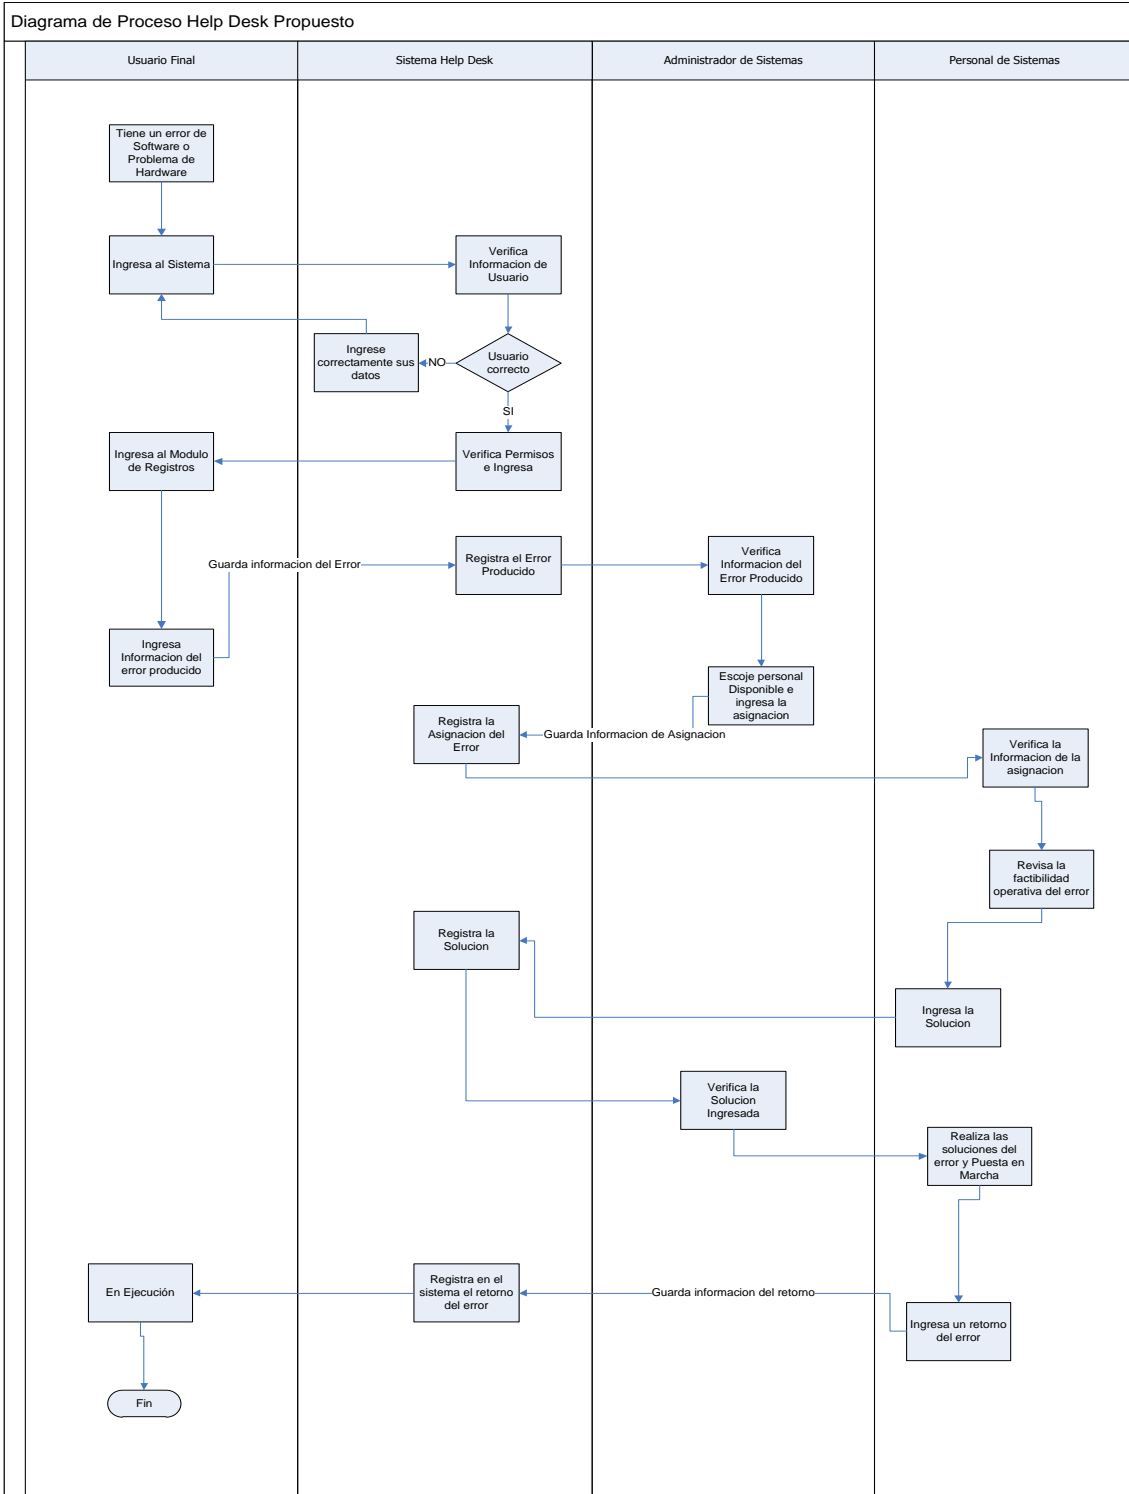 Diagrama de Proceso Help Desk Propuesto
Usuario Final
Sistema Help Desk
Administrador de Sistemas
Personal de Sistemas
Tiene un error de
Software o
Problema de
Hardware
Ingresa al Sistema
Verifica
Informacion de
Usuario
Ingrese
correctamente sus
datos
NO
Usuario
correcto
SI
Ingresa al Modulo
de Registros
Verifica Permisos
e Ingresa
Guarda informacion del Error
Registra el Error
Producido
Verifica
Informacion del
Error Producido
Ingresa
Informacion del
error producido
Escoje personal
Disponible e
ingresa la
asignacion
Registra la
Asignacion del
Error
Guarda Informacion de Asignacion
Verifica la
Informacion de la
asignacion
Revisa la
factibilidad
operativa del error
Registra la
Solucion
Ingresa la
Solucion
Verifica la
Solucion
Ingresada
Realiza las
soluciones del
error y Puesta en
Marcha
En Ejecución
Registra en el
sistema el retorno
del error
Guarda informacion del retorno
Ingresa un retorno
del error
Fin